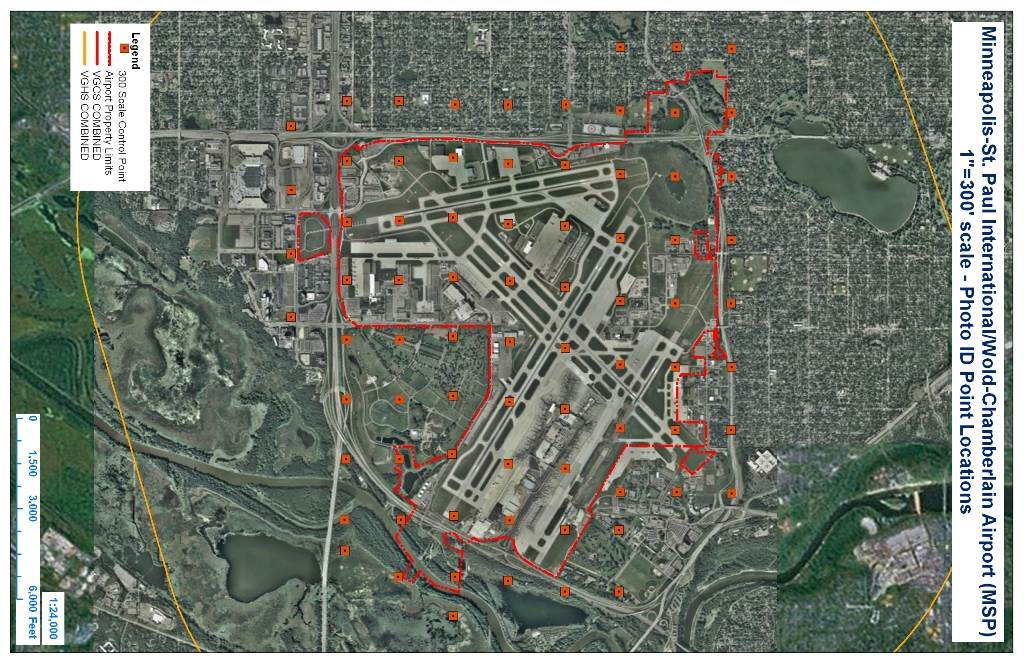 Minneapolis-St. Paul International/Wold-Chamberlain Airport (MSP)
1"=300' scale - Photo ID Point Locations
Legend
300 Scale Control Point
Airport Property Limits
VGCS COMBINED
VGHS COMBINED
1:24,000
0 1,500 3,000 6,000 Feet